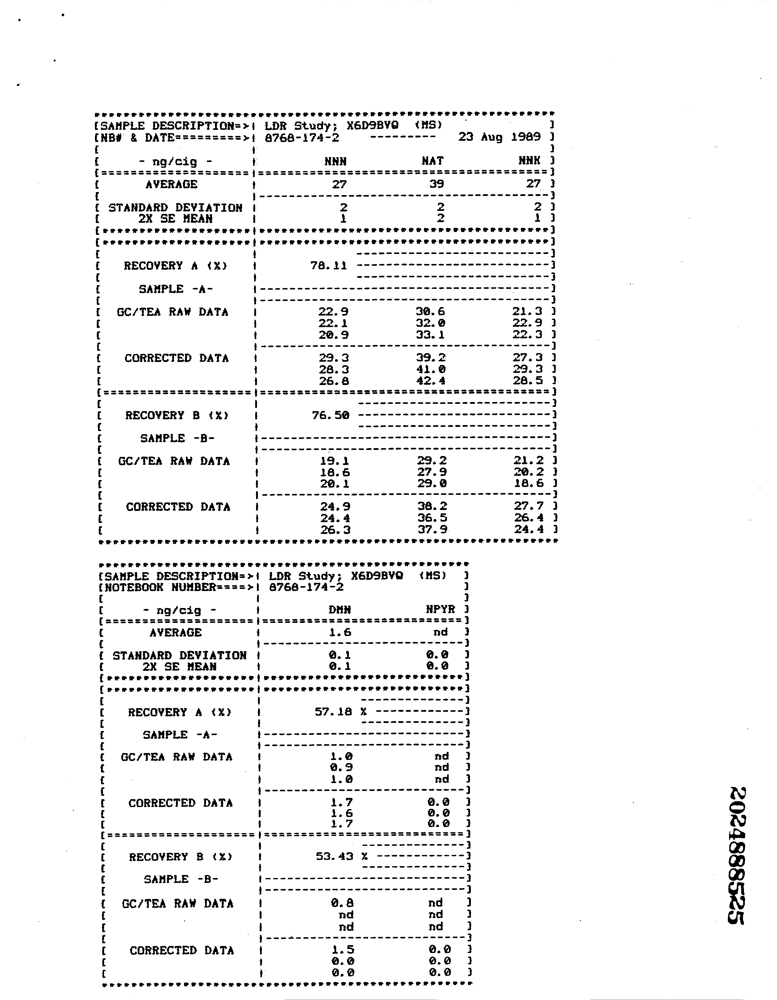 [SAMPLE DESCRIPTION=>| LDR Study; X6D9BVQ (MS) ]
[NB# & DATE=========>| 8768-174-2 --------- 23 Aug 1989 ]
[ - ng/cig - | NNN NAT NNK ]
[ AVERAGE | 27 39 27 ]
[ STANDARD DEVIATION | 2 2 2 ]
[ 2X SE MEAN | 1 2 1 ]
[ RECOVERY A (%) | 78.11 --------------------------]
[ SAMPLE -A- |---------------------------------------]
[ GC/TEA RAW DATA | 22.9 30.6 21.3 ]
[ | 22.1 32.0 22.9 ]
[ | 20.9 33.1 22.3 ]
[ CORRECTED DATA | 29.3 39.2 27.3 ]
[ | 28.3 41.0 29.3 ]
[ | 26.8 42.4 28.5 ]
[ RECOVERY B (%) | 76.50 --------------------------]
[ SAMPLE -B- |---------------------------------------]
[ GC/TEA RAW DATA | 19.1 29.2 21.2 ]
[ | 18.6 27.9 20.2 ]
[ | 20.1 29.0 18.6 ]
[ CORRECTED DATA | 24.9 38.2 27.7 ]
[ | 24.4 36.5 26.4 ]
[ | 26.3 37.9 24.4 ]
[SAMPLE DESCRIPTION=>| LDR Study; X6D9BVQ (MS) ]
[NOTEBOOK NUMBER====>| 8768-174-2 ]
[ - ng/cig - | DMN NPYR ]
[ AVERAGE | 1.6 nd ]
[ STANDARD DEVIATION | 0.1 0.0 ]
[ 2X SE MEAN | 0.1 0.0 ]
[ RECOVERY A (%) | 57.18 % ------------]
[ SAMPLE -A- |---------------------------]
[ GC/TEA RAW DATA | 1.0 nd ]
[ | 0.9 nd ]
[ | 1.0 nd ]
[ CORRECTED DATA | 1.7 0.0 ]
[ | 1.6 0.0 ]
[ | 1.7 0.0 ]
[ RECOVERY B (%) | 53.43 % ------------]
[ SAMPLE -B- |---------------------------]
[ GC/TEA RAW DATA | 0.8 nd ]
[ | nd nd ]
[ | nd nd ]
[ CORRECTED DATA | 1.5 0.0 ]
[ | 0.0 0.0 ]
[ | 0.0 0.0 ]
2024888525